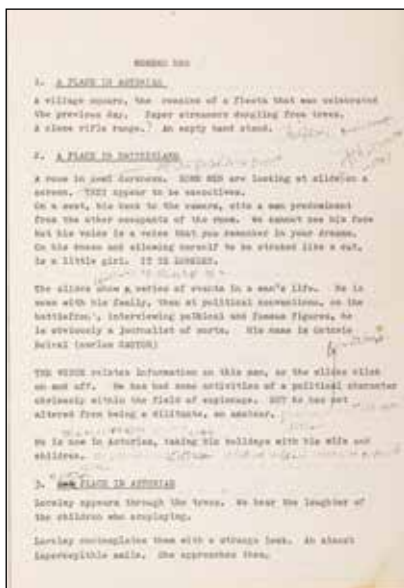 1. A PLACE IN ASTURIAS
A village square, the remains of a fiesta that was celebrated
the previous day. Paper streamers dangling from trees.
A close rifle range. An empty band stand.
2. A PLACE IN
A room in semi darkness. SOME MEN are looking at slides on a
screen. THEY appear to be executives.
On a seat, his back to the camera, sits a man predominant
from the other occupants of the room. We cannot see his face
but his voice is a voice that you remember in your dreams.
On his knees and allowing herself to be stroked like a cat,
is a little girl. IT IS LORELEY.
The slides show a series of events in a man's life. He is
seen with his family, then at political conventions, on the
battlefront, interviewing political and famous figures, he
is obviously a journalist of sorts. His name is
THE VOICE relates information on this man, as the slides click
on and off. He has had some activities of a political character
obviously within the field of espionage. BUT he has not
altered from being a dilitante, an amateur.
He is now in Asturias, taking his holidays with his wife and
children.
3. PLACE IN ASTURIAS
Loreley appears through the trees. We hear the laughter of
the children who are playing.
Loreley contemplates them with a strange look. An almost
smile. She approaches them.